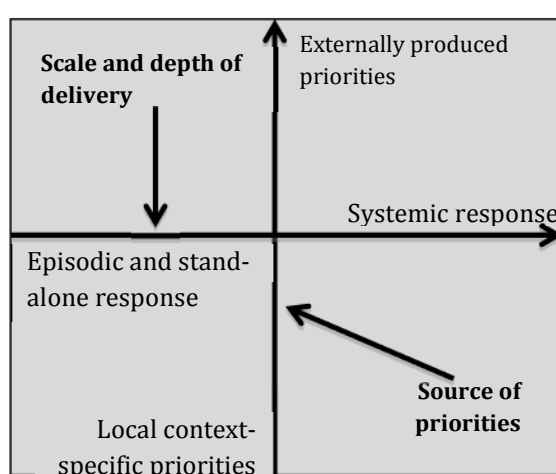 Scale and depth of
delivery
Externally produced
priorities
Systemic response
Episodic and stand-
alone response
Source of
priorities
Local context-
specific priorities